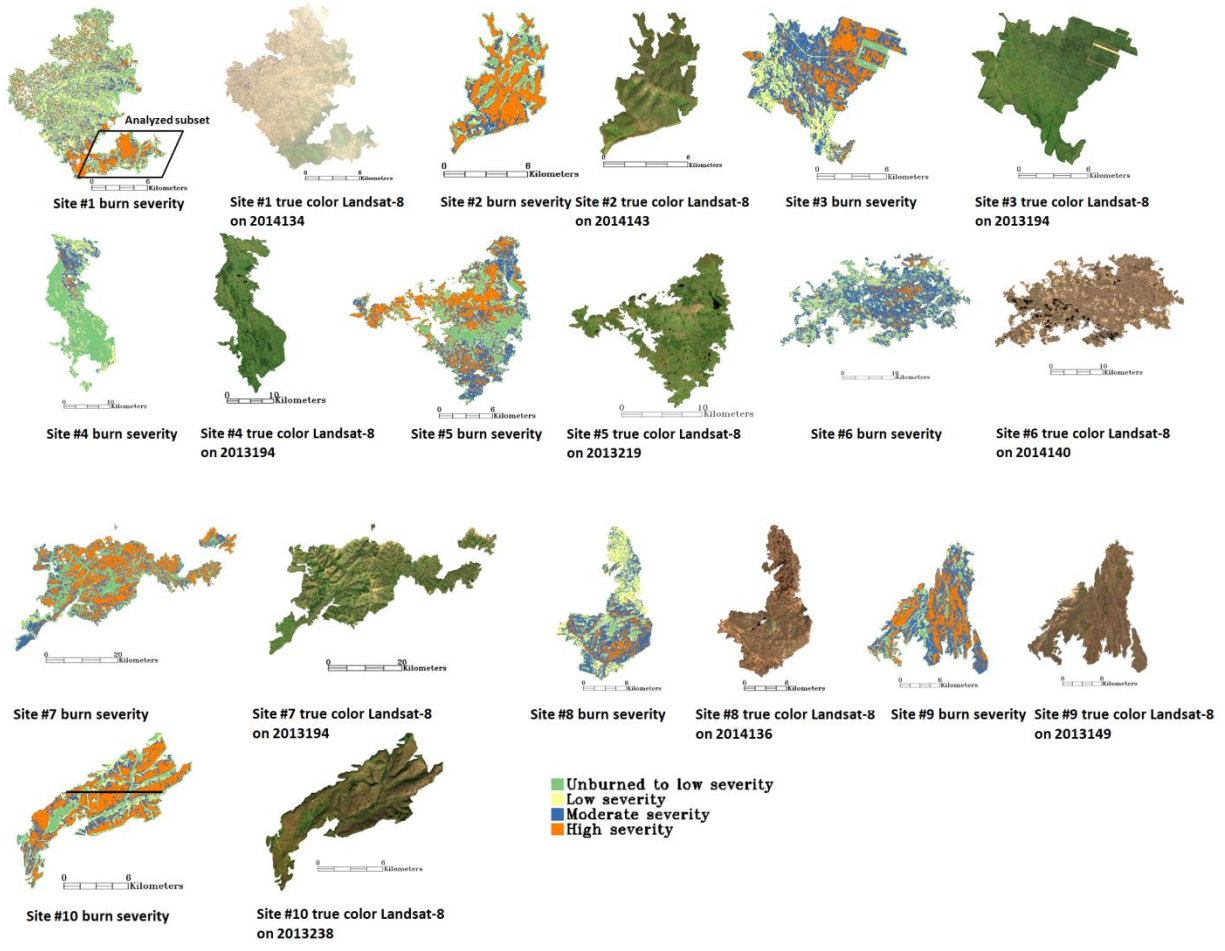 Analyzed subset
0 6
Kilometers
0 6
Kilometers
0 6
Kilometers
0 6
Kilometers
0 6
Kilometers
0 6
Kilometers
Site #1 burn severity
Site #1 true color Landsat-8
on 2014134
Site #2 burn severity
Site #2 true color Landsat-8
on 2014143
Site #3 burn severity
Site #3 true color Landsat-8
on 2013194
0 10
Kilometers
0 10
Kilometers
0 6
Kilometers
0 10
Kilometers
0 10
Kilometers
0 10
Kilometers
Site #4 burn severity
Site #4 true color Landsat-8
on 2013194
Site #5 burn severity
Site #5 true color Landsat-8
on 2013219
Site #6 burn severity
Site #6 true color Landsat-8
on 2014140
0 20
Kilometers
0 20
Kilometers
0 6
Kilometers
0 6
Kilometers
0 6
Kilometers
0 6
Kilometers
Site #7 burn severity
Site #7 true color Landsat-8
on 2013194
Site #8 burn severity
Site #8 true color Landsat-8
on 2014136
Site #9 burn severity
Site #9 true color Landsat-8
on 2013149
Unburned to low severity
Low severity
Moderate severity
High severity
0 6
Kilometers
0 6
Kilometers
Site #10 burn severity
Site #10 true color Landsat-8
on 2013238